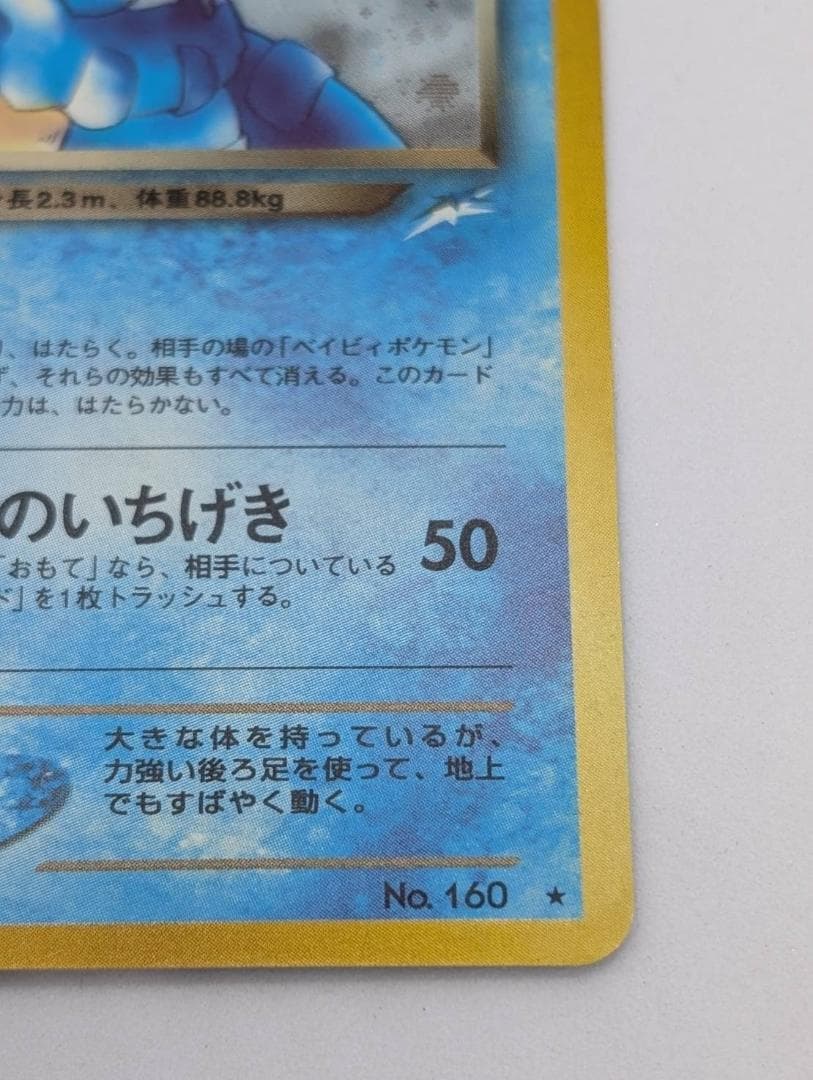 長2.3m、体重88.8kg
、はたらく。相手の場の「ベイビィポケモン」
、それらの効果もすべて消える。このカード
力は、はたらかない。
のいちげき
50
「おもて」なら、相手についている
ド」を1枚トラッシュする。
大きな体を持っているが、
力強い後ろ足を使って、地上
でもすばやく動く。
No. 160 ★